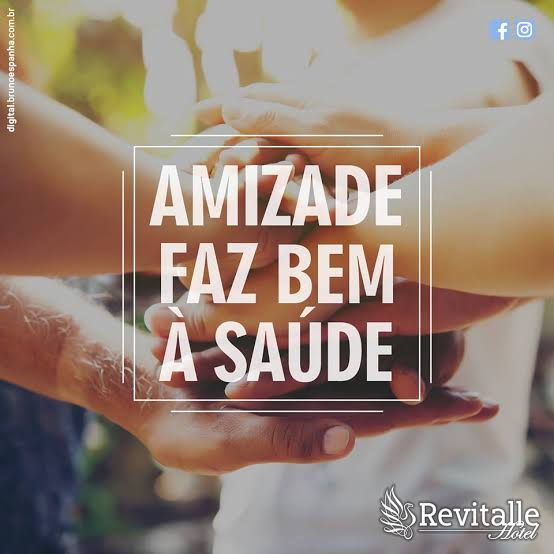 digital.brunoespanha.com.br
AMIZADE
FAZ BEM
À SAÚDE
Revitalle
Hotel